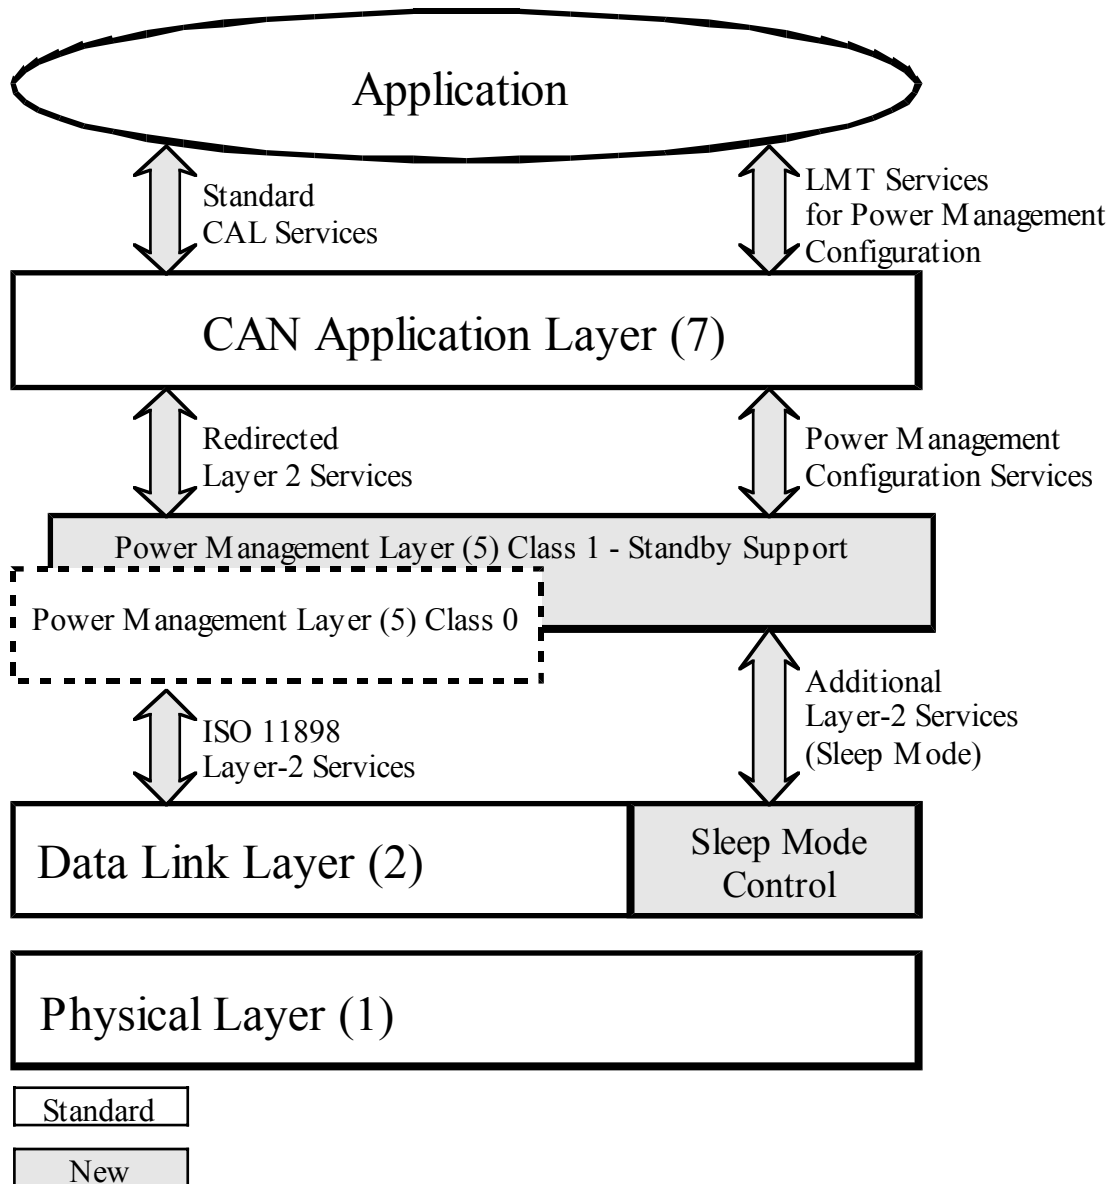 Application
Standard
CAL Services
LMT Services
for Power Management
Configuration
CAN Application Layer (7)
Redirected
Layer 2 Services
Power Management
Configuration Services
Power Management Layer (5) Class 1 - Standby Support
Power Management Layer (5) Class 0
ISO 11898
Layer-2 Services
Additional
Layer-2 Services
(Sleep Mode)
Data Link Layer (2)
Sleep Mode
Control
Physical Layer (1)
Standard
New